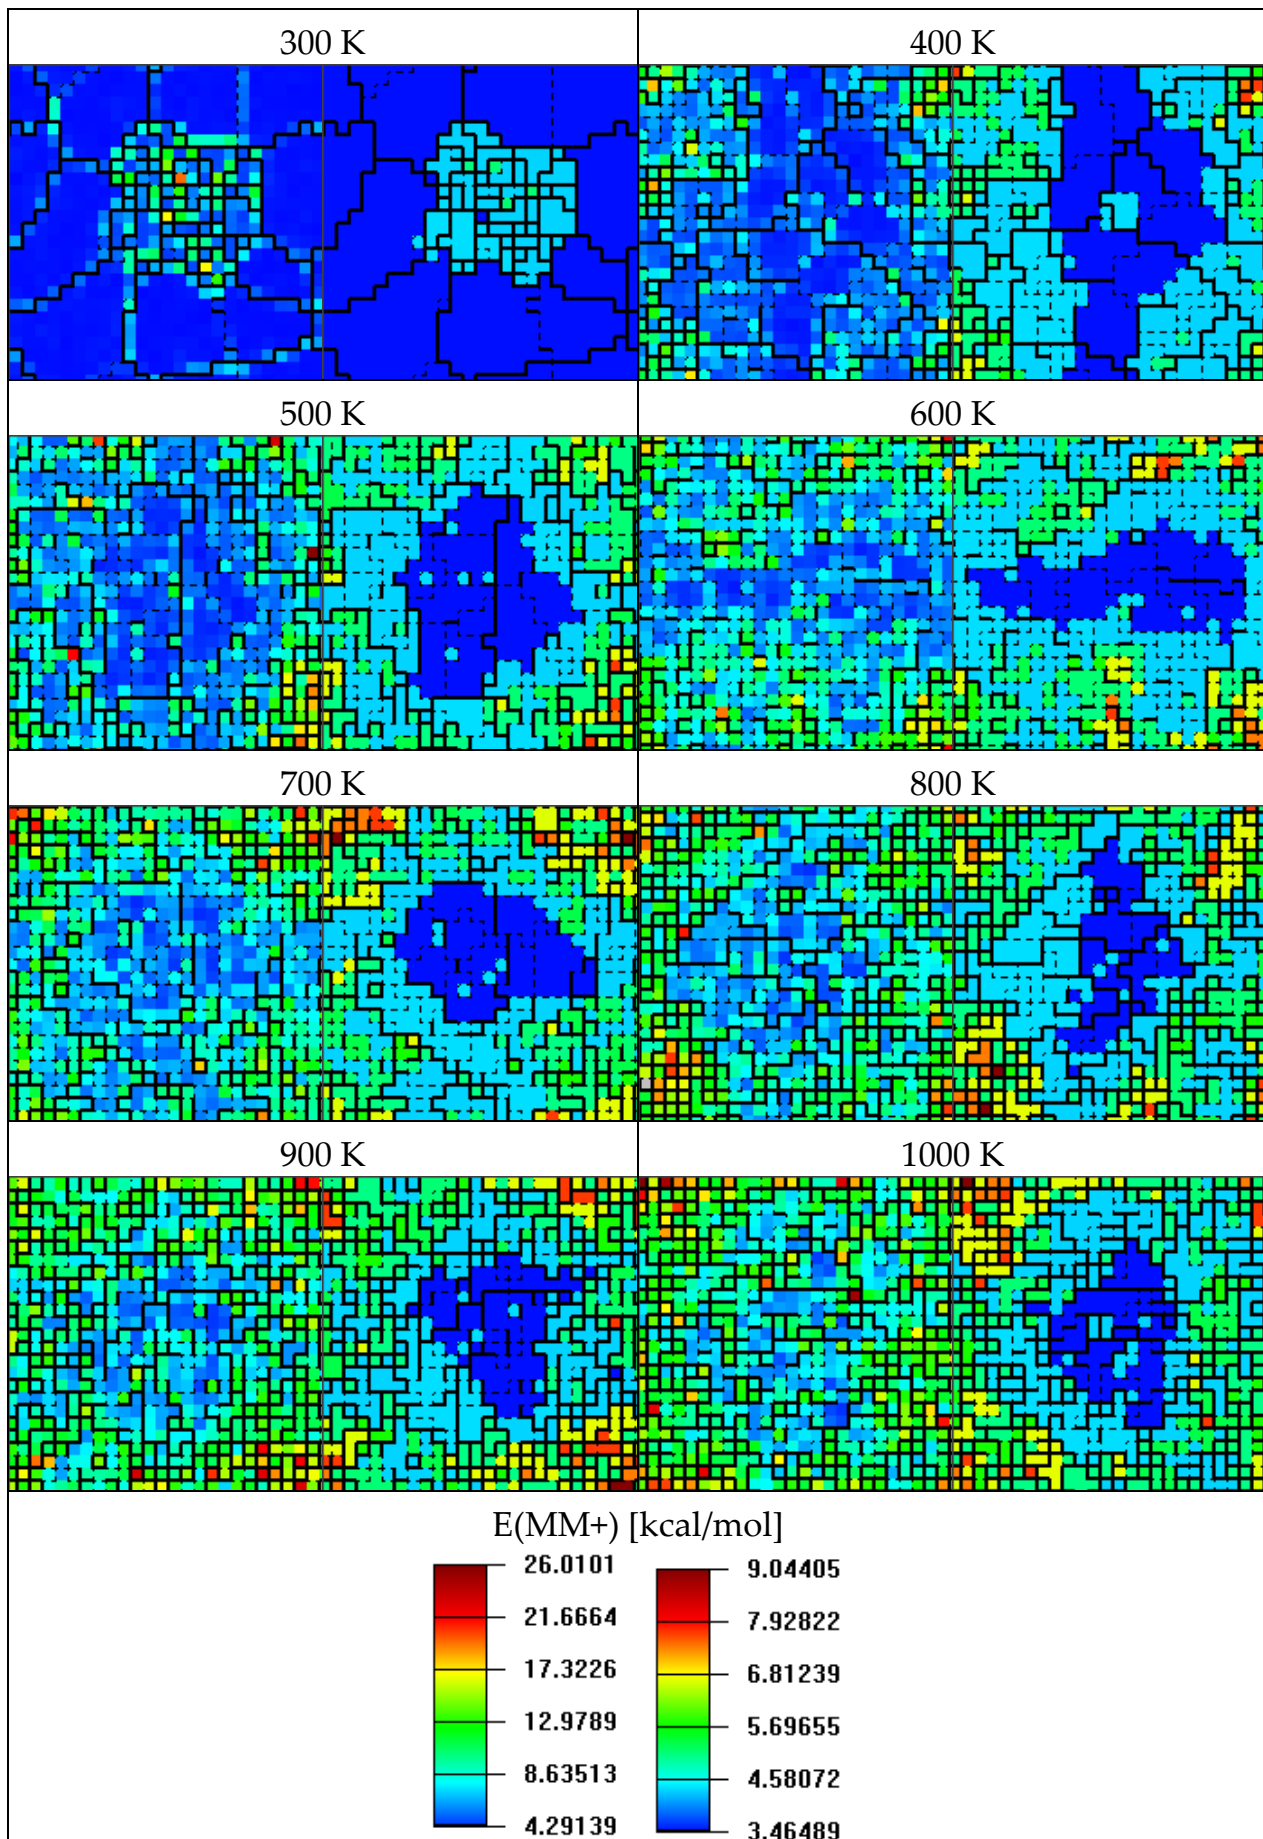 300 K
400 K
500 K
600 K
700 K
800 K
900 K
1000 K
E(MM+) [kcal/mol]
26.0101
9.04405
21.6664
7.92822
17.3226
6.81239
12.9789
5.69655
8.63513
4.58072
4.29139
3.46489